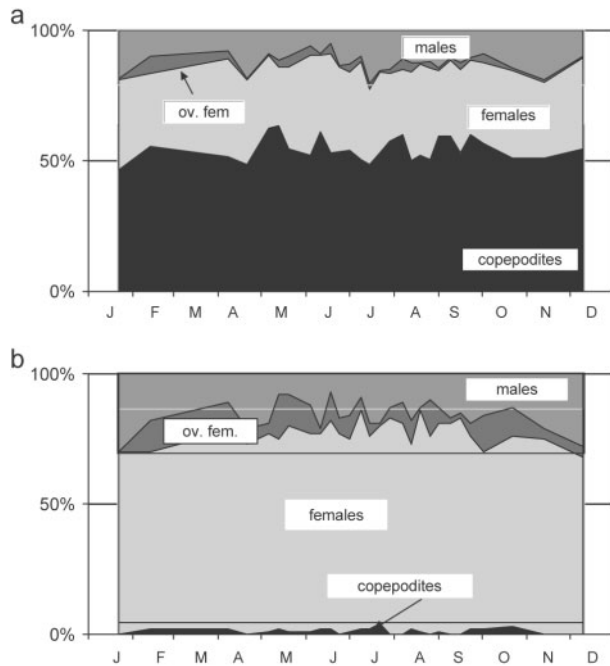 a
100%
males
ov. fem
females
50%
copepodites
0%
J F M A M J J A S O N D
b
100%
males
ov. fem.
50%
females
copepodites
0%
J F M A M J J A S O N D